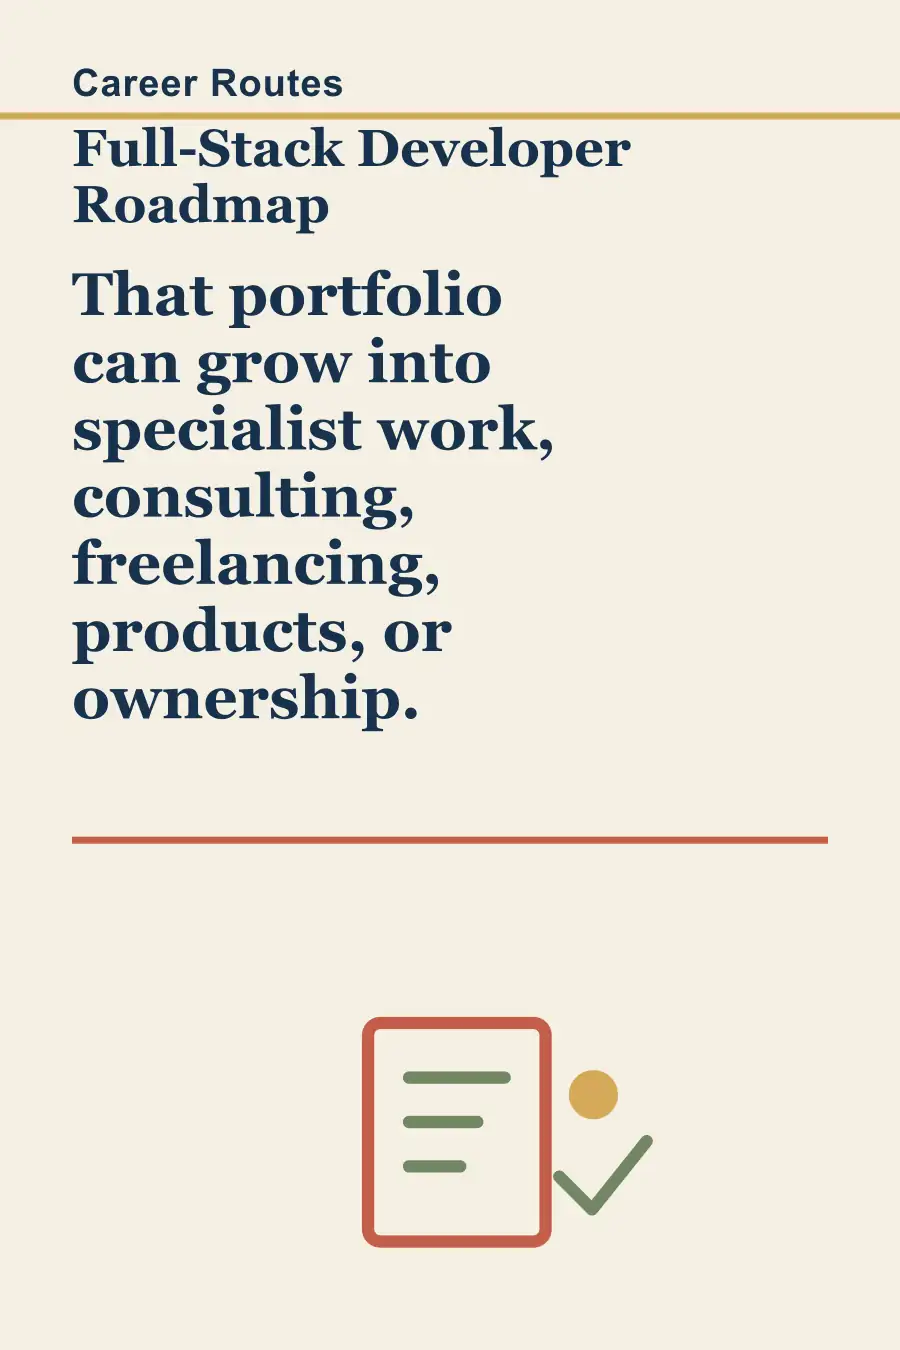 Career Routes
Full-Stack Developer
Roadmap
That portfolio
can grow into
specialist work,
consulting,
freelancing,
products, or
ownership.